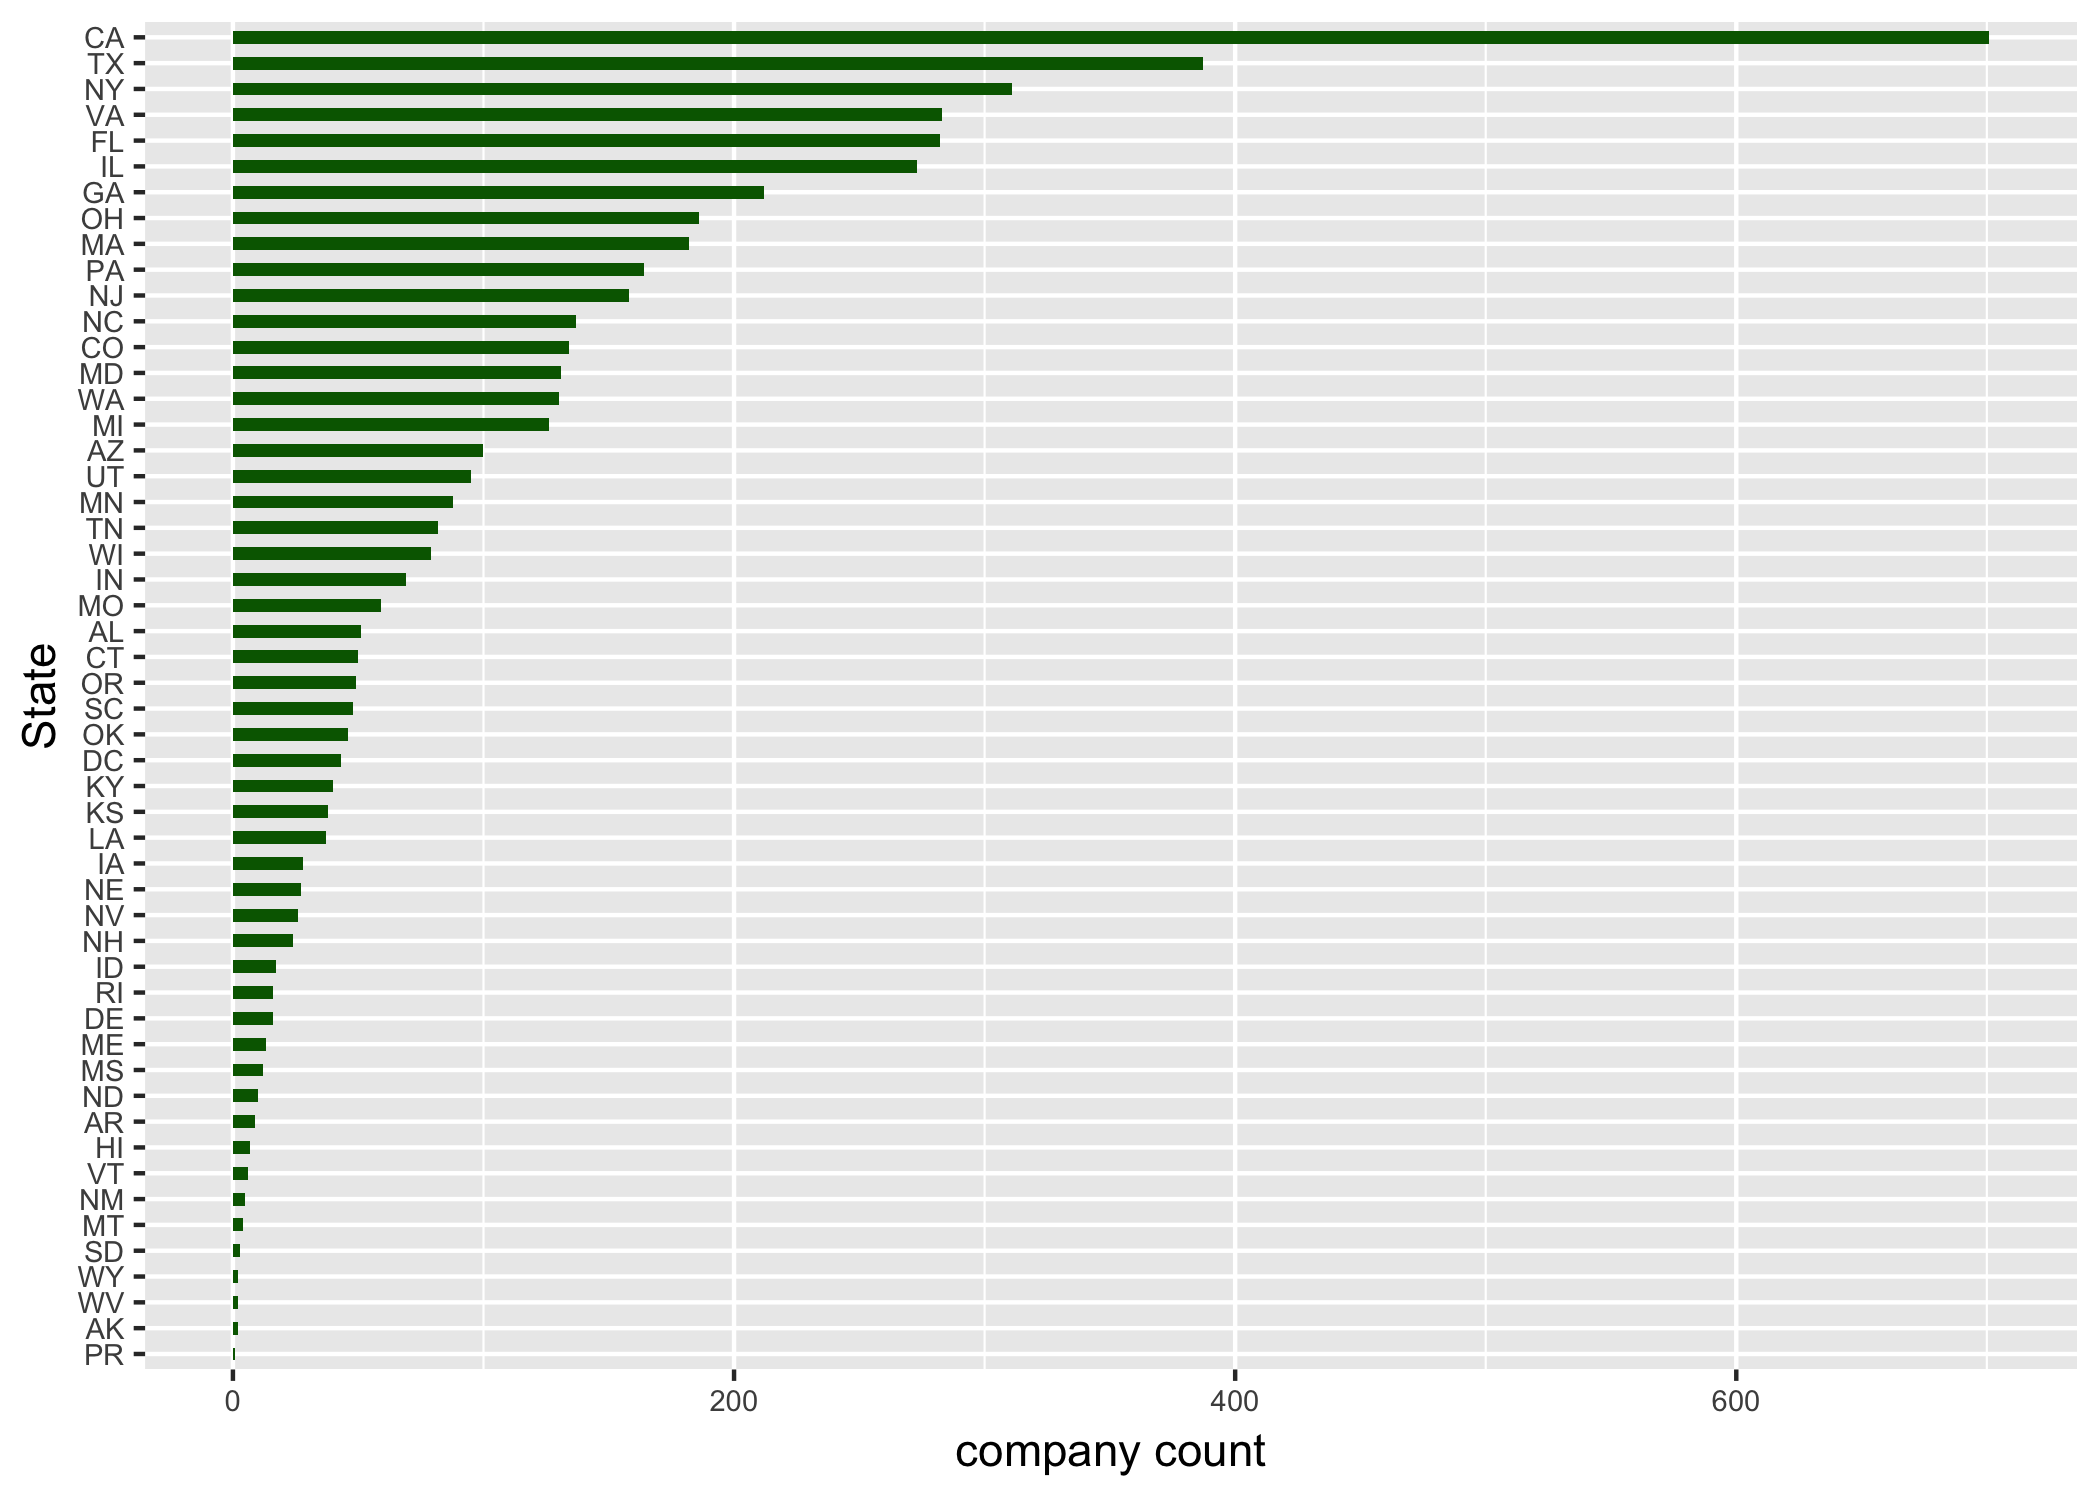 CA
TX
NY
VA
FL
IL
GA
OH
MA
PA
NJ
NC
CO
MD
WA
MI
AZ
UT
MN
TN
WI
IN
MO
AL
CT
OR
SC
OK
DC
KY
KS
LA
IA
NE
NV
NH
ID
RI
DE
ME
MS
ND
AR
HI
VT
NM
MT
SD
WY
WV
AK
PR
State
0 200 400 600
company count